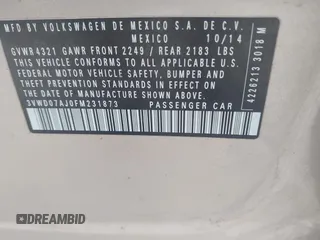 MFD BY VOLKSWAGEN DE MEXICO S.A. DE C.V.
MEXICO 10/14
GVWR 4321 GAWR FRONT 2249 / REAR 2183 LBS
THIS VEHICLE CONFORMS TO ALL APPLICABLE U.S.
FEDERAL MOTOR VEHICLE SAFETY, BUMPER AND
THEFT PREVENTION STANDARDS IN EFFECT ON
THE DATE OF MANUFACTURE SHOWN ABOVE
3VWD07AJ0FM231873 PASSENGER CAR
4226213 3018 M